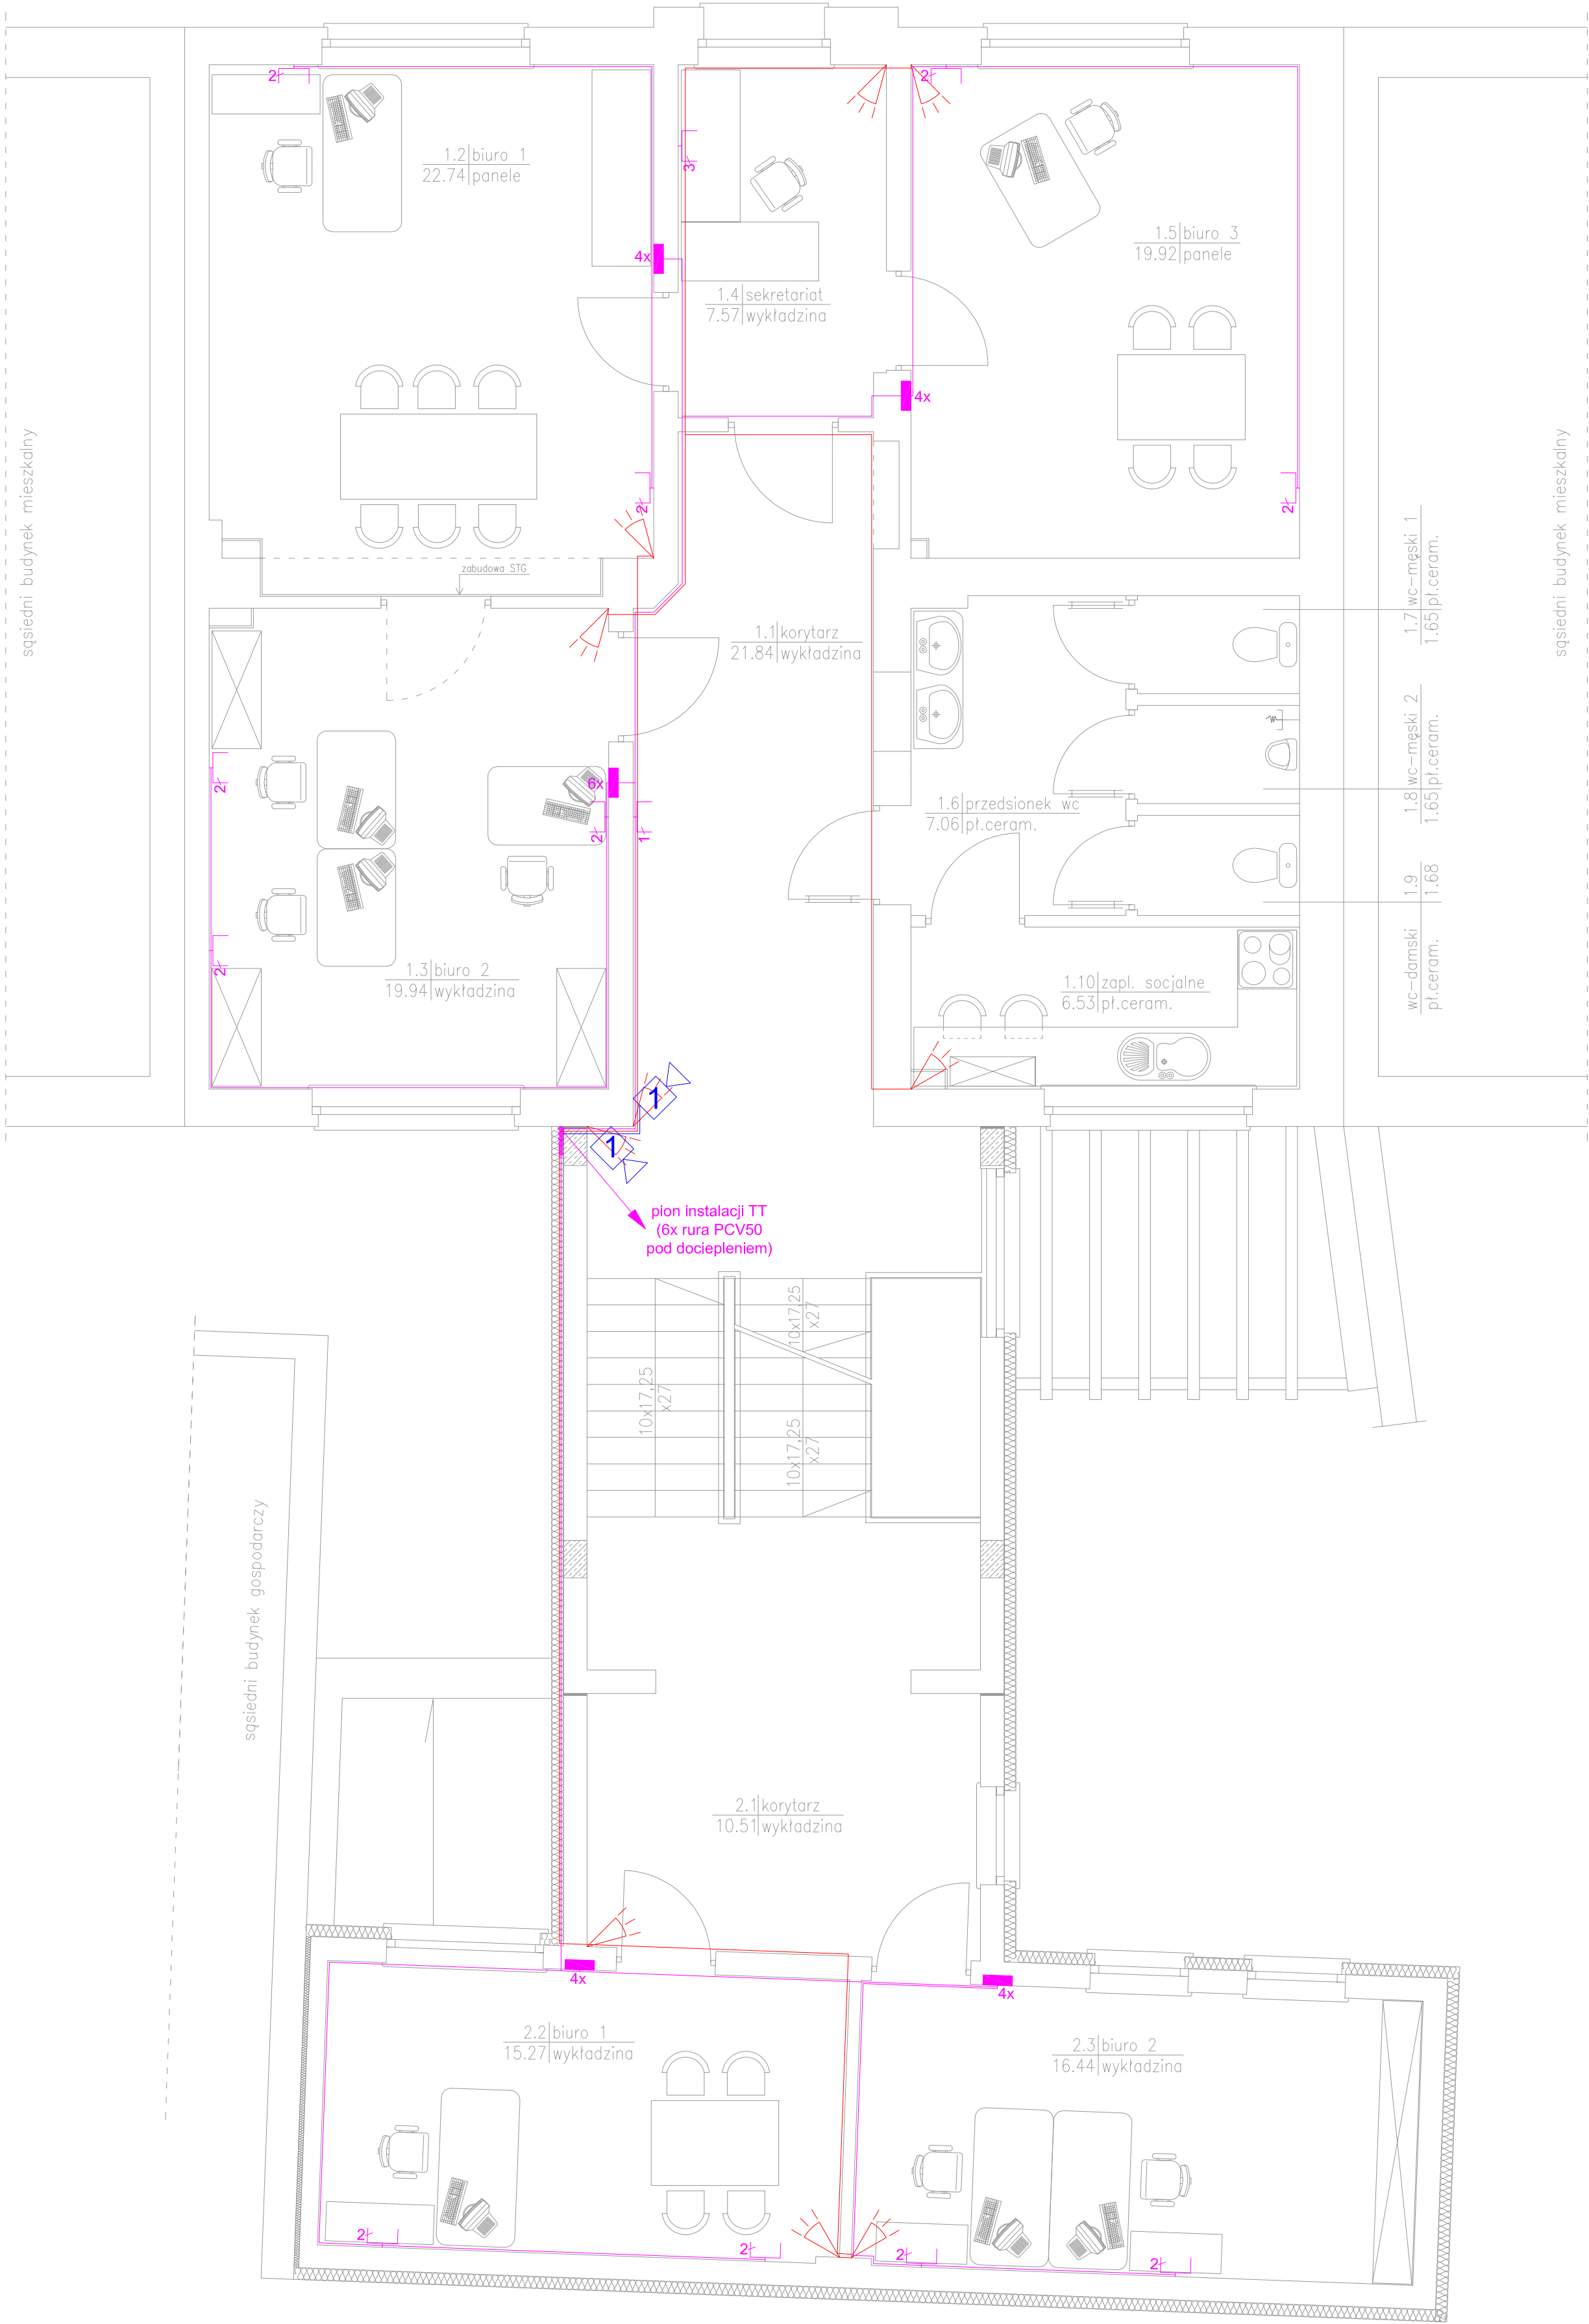 2
2
1.2 biuro 1
22.74 panele
3
4x
1.4 sekretariat
7.57 wykładzina
1.5 biuro 3
19.92 panele
4x
2
2
zabudowa STG
sąsiedni budynek mieszkalny
sąsiedni budynek mieszkalny
1.1 korytarz
21.84 wykładzina
1.7 wc-męski 1
1.65 pł.ceram.
1.8 wc-męski 2
1.65 pł.ceram.
1.9
1.68
wc-damski
pł.ceram.
2
6x
2
1
1.6 przedsionek wc
7.06 pł.ceram.
2
1.3 biuro 2
19.94 wykładzina
1.10 zapl. socjalne
6.53 pł.ceram.
1
1
pion instalacji TT
(6x rura PCV50
pod dociepleniem)
10x17,25
x27
10x17,25
x27
10x17,25
x27
sąsiedni budynek gospodarczy
2.1 korytarz
10.51 wykładzina
4x
4x
2.2 biuro 1
15.27 wykładzina
2.3 biuro 2
16.44 wykładzina
2
2
2
2